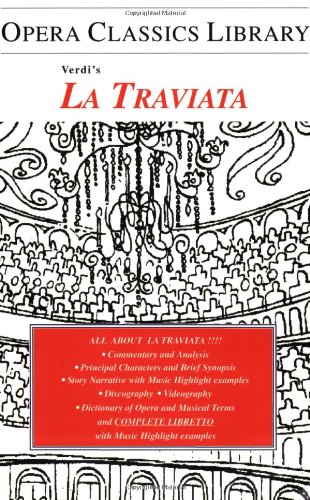 OPERA CLASSICS LIBRARY
Verdi's
LA TRAVIATA
ALL ABOUT LA TRAVIATA !!!!
• Commentary and Analysis
• Principal Characters and Brief Synopsis
• Story Narrative with Music Highlight examples
• Discography • Videography
• Dictionary of Opera and Musical Terms
and COMPLETE LIBRETTO
with Music Highlight examples